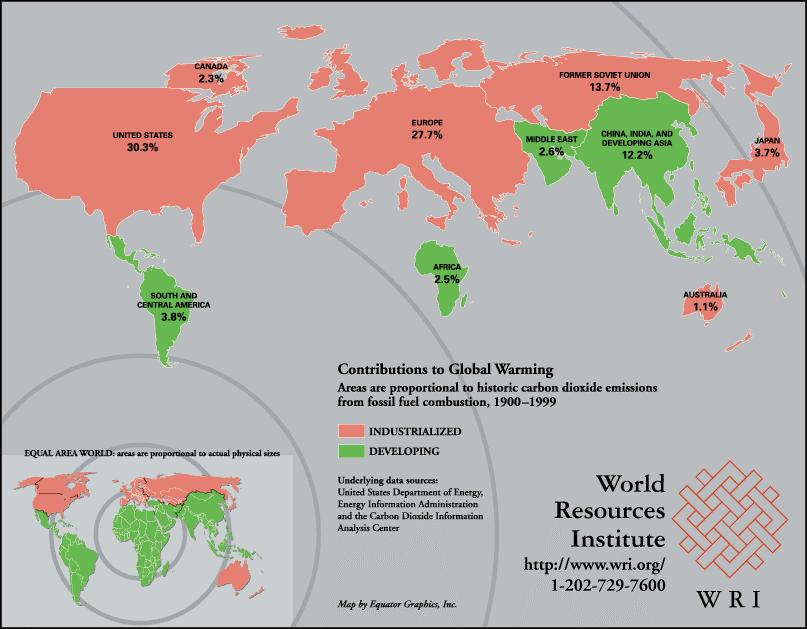 CANADA
2.3%
UNITED STATES
30.3%
EUROPE
27.7%
FORMER SOVIET UNION
13.7%
MIDDLE EAST
2.6%
CHINA, INDIA, AND
DEVELOPING ASIA
12.2%
JAPAN
3.7%
AFRICA
2.5%
SOUTH AND
CENTRAL AMERICA
3.8%
AUSTRALIA
1.1%
Contributions to Global Warming
Areas are proportional to historic carbon dioxide emissions
from fossil fuel combustion, 1900–1999
INDUSTRIALIZED
DEVELOPING
Underlying data sources:
United States Department of Energy,
Energy Information Administration
and the Carbon Dioxide Information
Analysis Center
EQUAL AREA WORLD: areas are proportional to actual physical sizes
World
Resources
Institute
http://www.wri.org/
1-202-729-7600
WRI
Map by Equator Graphics, Inc.